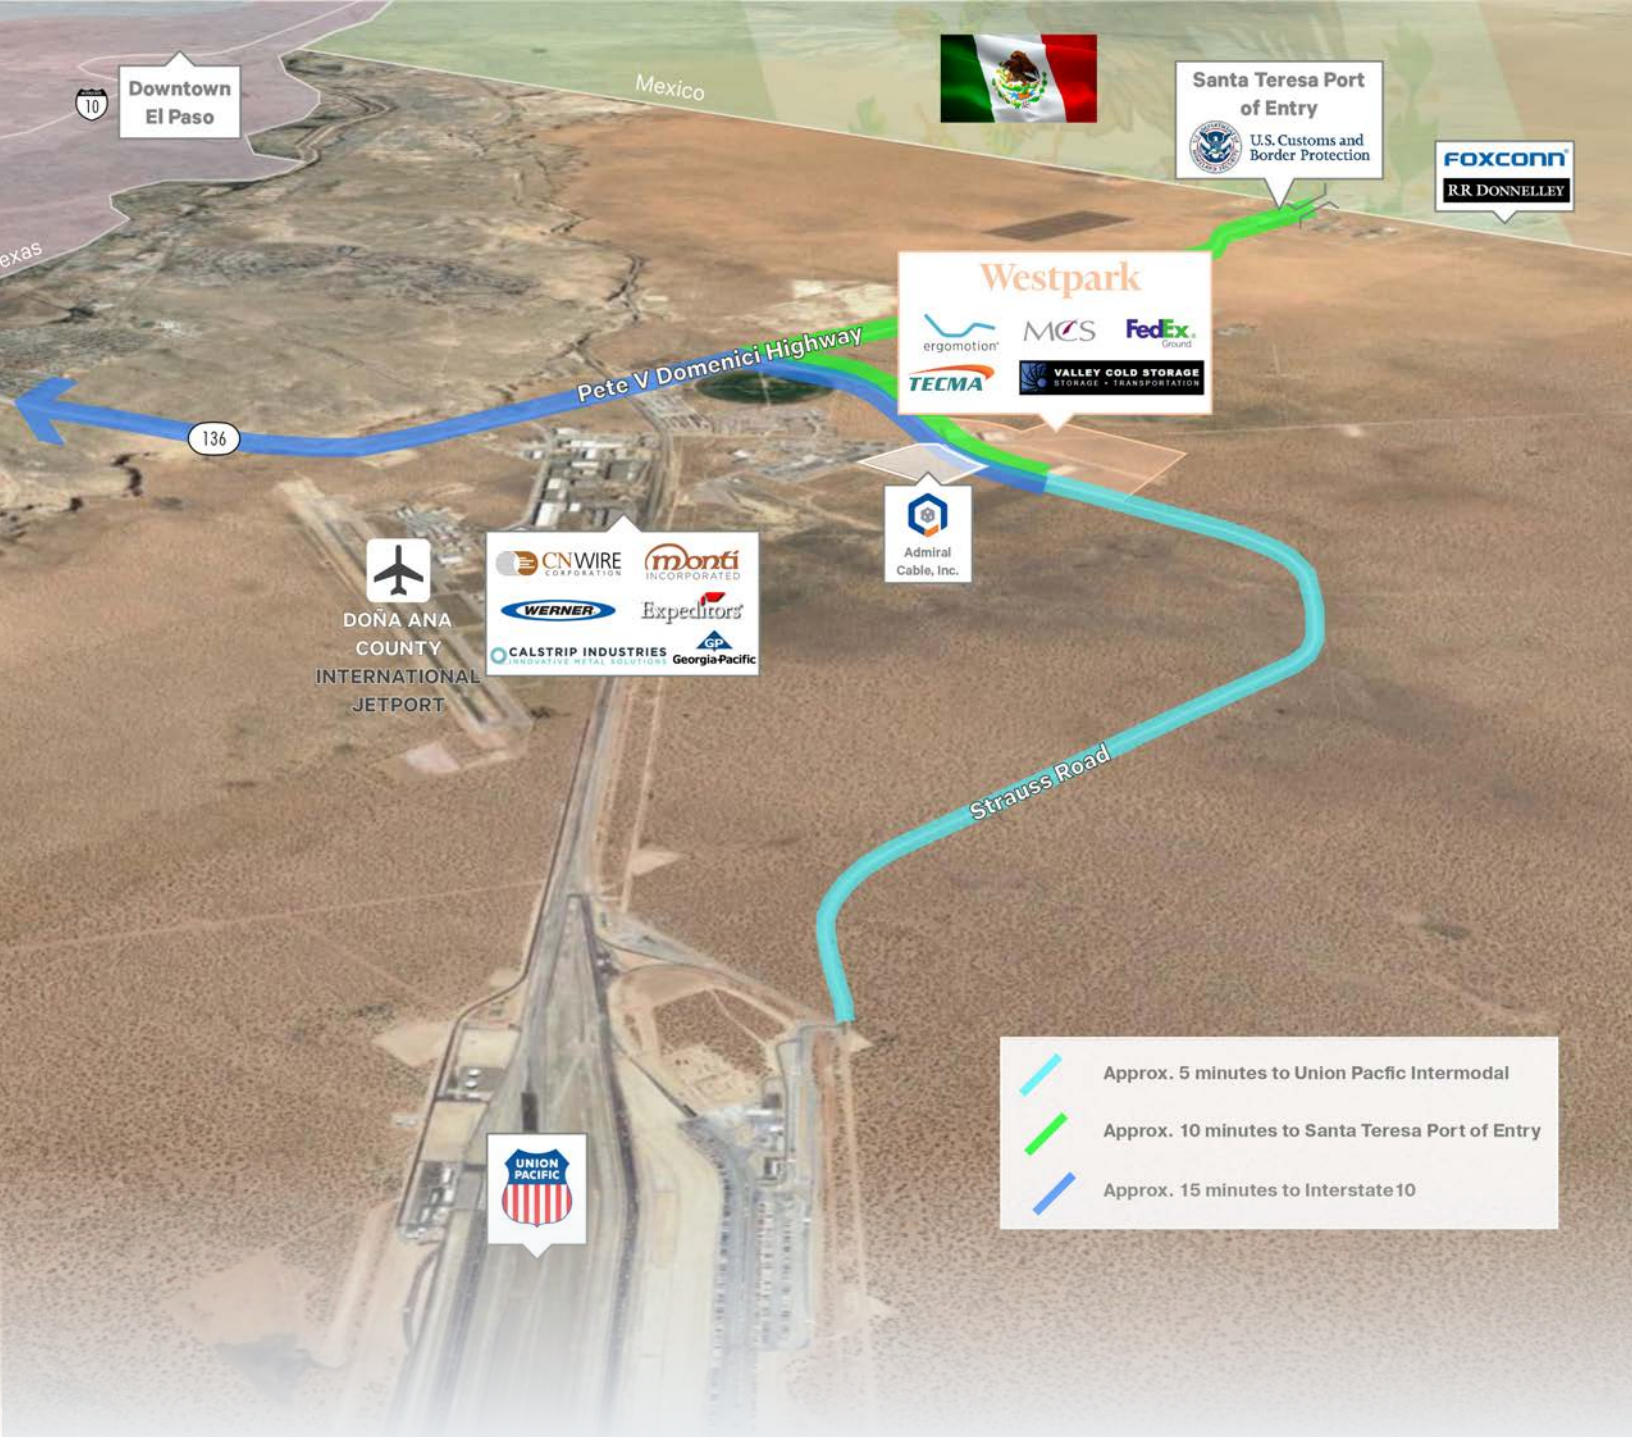 Downtown
El Paso
10
Mexico
Santa Teresa Port
of Entry
U.S. Customs and
Border Protection
FOXCONN®
RR DONNELLEY
exas
Westpark
ergomotion®
MCS
FedEx®
Ground
TECMA
VALLEY COLD STORAGE
STORAGE • TRANSPORTATION
Pete V Domenici Highway
136
Admiral
Cable, Inc.
DOÑA ANA
COUNTY
INTERNATIONAL
JETPORT
CNWIRE
CORPORATION
monti
INCORPORATED
WERNER®
Expeditors®
CALSTRIP INDUSTRIES
INNOVATIVE METAL SOLUTIONS
GP
Georgia-Pacific
Strauss Road
UNION
PACIFIC
Approx. 5 minutes to Union Pacfic Intermodal
Approx. 10 minutes to Santa Teresa Port of Entry
Approx. 15 minutes to Interstate 10